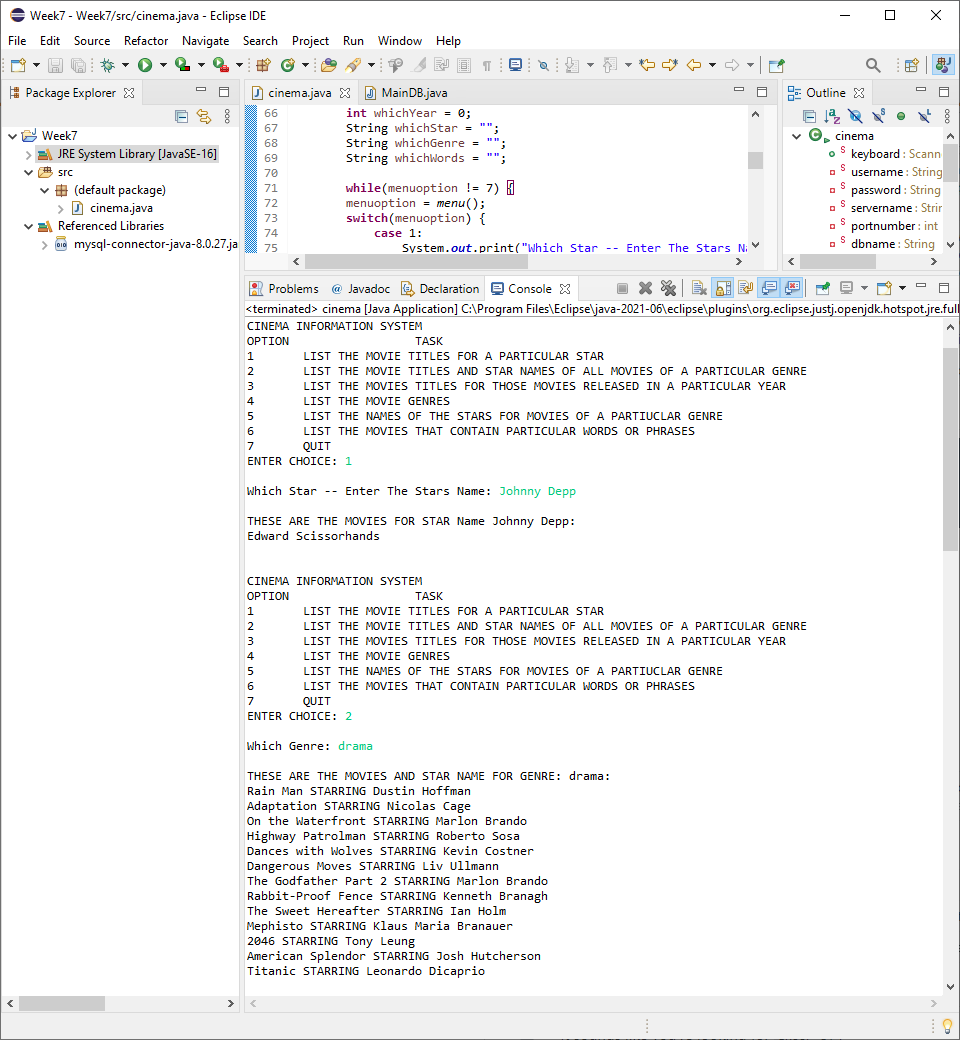 Week7 - Week7/src/cinema.java - Eclipse IDE
File Edit Source Refactor Navigate Search Project Run Window Help
Package Explorer
Week7
JRE System Library [JavaSE-16]
src
(default package)
cinema.java
Referenced Libraries
mysql-connector-java-8.0.27.ja
cinema.java MainDB.java
66 int whichYear = 0;
67 String whichStar = "";
68 String whichGenre = "";
69 String whichWords = "";
70
71 while(menuoption != 7) {
72 menuoption = menu();
73 switch(menuoption) {
74 case 1:
75 System.out.print("Which Star -- Enter The Stars Na
Outline
cinema
keyboard : Scann
username : String
password : String
servername : Strir
portnumber : int
dbname : String
Problems Javadoc Declaration Console
<terminated> cinema [Java Application] C:\Program Files\Eclipse\java-2021-06\eclipse\plugins\org.eclipse.justj.openjdk.hotspot.jre.full
CINEMA INFORMATION SYSTEM
OPTION TASK
1 LIST THE MOVIE TITLES FOR A PARTICULAR STAR
2 LIST THE MOVIE TITLES AND STAR NAMES OF ALL MOVIES OF A PARTICULAR GENRE
3 LIST THE MOVIES TITLES FOR THOSE MOVIES RELEASED IN A PARTICULAR YEAR
4 LIST THE MOVIE GENRES
5 LIST THE NAMES OF THE STARS FOR MOVIES OF A PARTIUCLAR GENRE
6 LIST THE MOVIES THAT CONTAIN PARTICULAR WORDS OR PHRASES
7 QUIT
ENTER CHOICE: 1
Which Star -- Enter The Stars Name: Johnny Depp
THESE ARE THE MOVIES FOR STAR Name Johnny Depp:
Edward Scissorhands
CINEMA INFORMATION SYSTEM
OPTION TASK
1 LIST THE MOVIE TITLES FOR A PARTICULAR STAR
2 LIST THE MOVIE TITLES AND STAR NAMES OF ALL MOVIES OF A PARTICULAR GENRE
3 LIST THE MOVIES TITLES FOR THOSE MOVIES RELEASED IN A PARTICULAR YEAR
4 LIST THE MOVIE GENRES
5 LIST THE NAMES OF THE STARS FOR MOVIES OF A PARTIUCLAR GENRE
6 LIST THE MOVIES THAT CONTAIN PARTICULAR WORDS OR PHRASES
7 QUIT
ENTER CHOICE: 2
Which Genre: drama
THESE ARE THE MOVIES AND STAR NAME FOR GENRE: drama:
Rain Man STARRING Dustin Hoffman
Adaptation STARRING Nicolas Cage
On the Waterfront STARRING Marlon Brando
Highway Patrolman STARRING Roberto Sosa
Dances with Wolves STARRING Kevin Costner
Dangerous Moves STARRING Liv Ullmann
The Godfather Part 2 STARRING Marlon Brando
Rabbit-Proof Fence STARRING Kenneth Branagh
The Sweet Hereafter STARRING Ian Holm
Mephisto STARRING Klaus Maria Branauer
2046 STARRING Tony Leung
American Splendor STARRING Josh Hutcherson
Titanic STARRING Leonardo Dicaprio